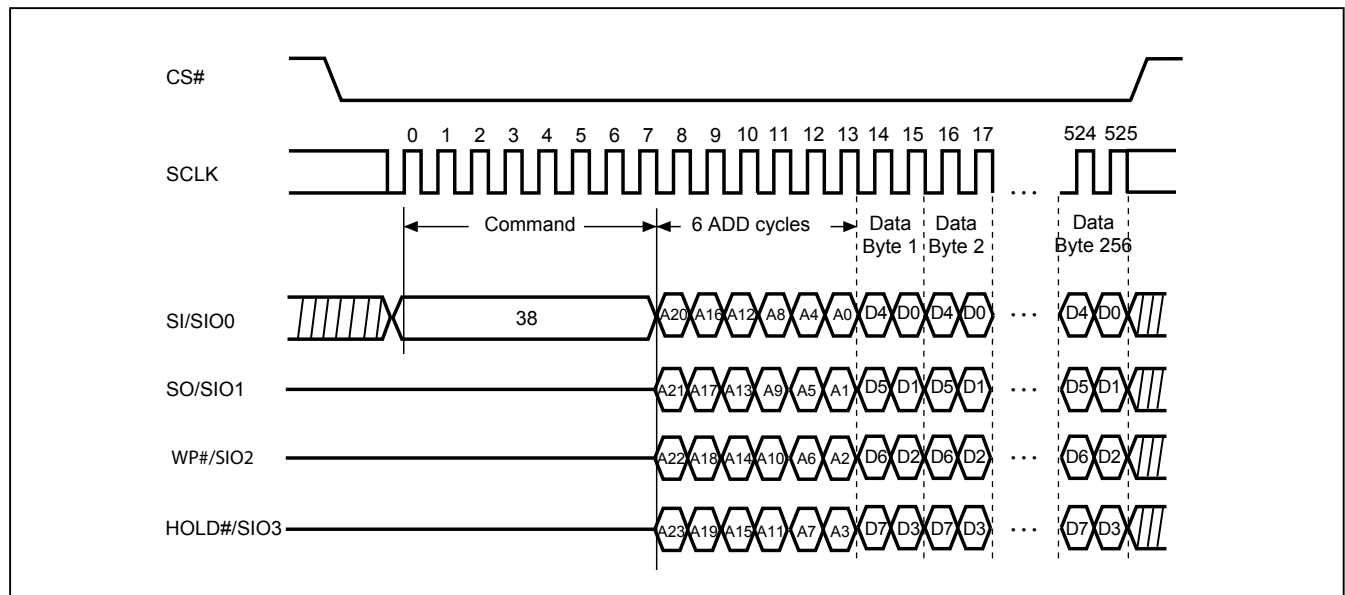 CS#
0 1 2 3 4 5 6 7 8 9 10 11 12 13 14 15 16 17 524 525
SCLK
...
Command 6 ADD cycles Data Data Data
Byte 1 Byte 2 Byte 256
SI/SIO0 38 A20 A16 A12 A8 A4 A0 D4 D0 D4 D0 ... D4 D0
SO/SIO1 A21 A17 A13 A9 A5 A1 D5 D1 D5 D1 ... D5 D1
WP#/SIO2 A22 A18 A14 A10 A6 A2 D6 D2 D6 D2 ... D6 D2
HOLD#/SIO3 A23 A19 A15 A11 A7 A3 D7 D3 D7 D3 ... D7 D3